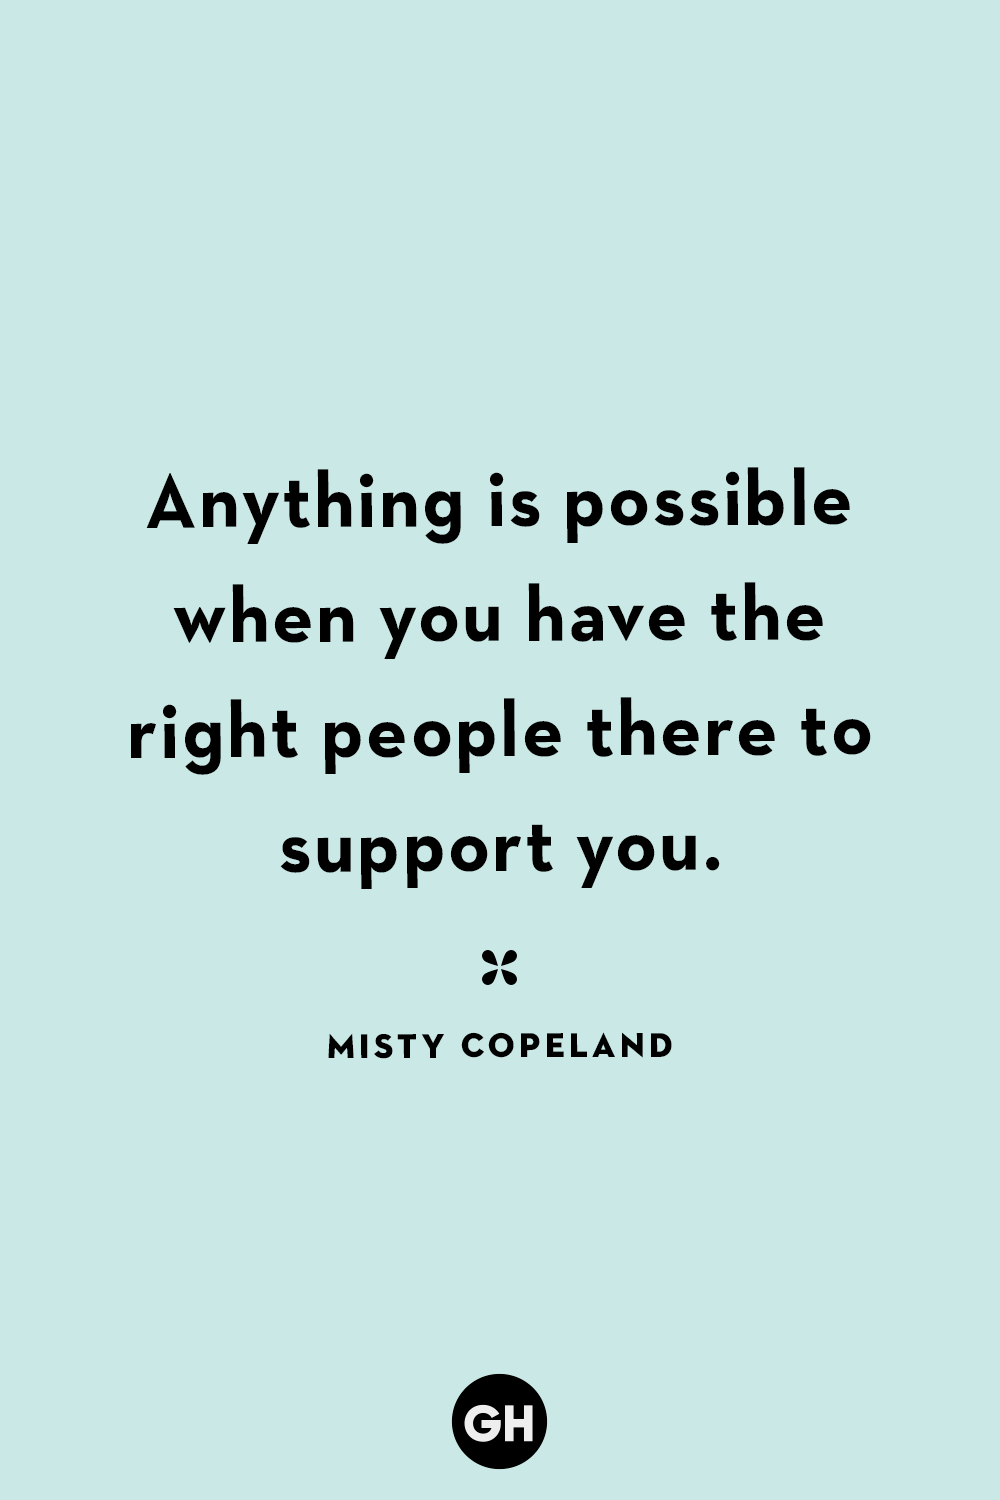 Anything is possible
when you have the
right people there to
support you.
MISTY COPELAND
GH